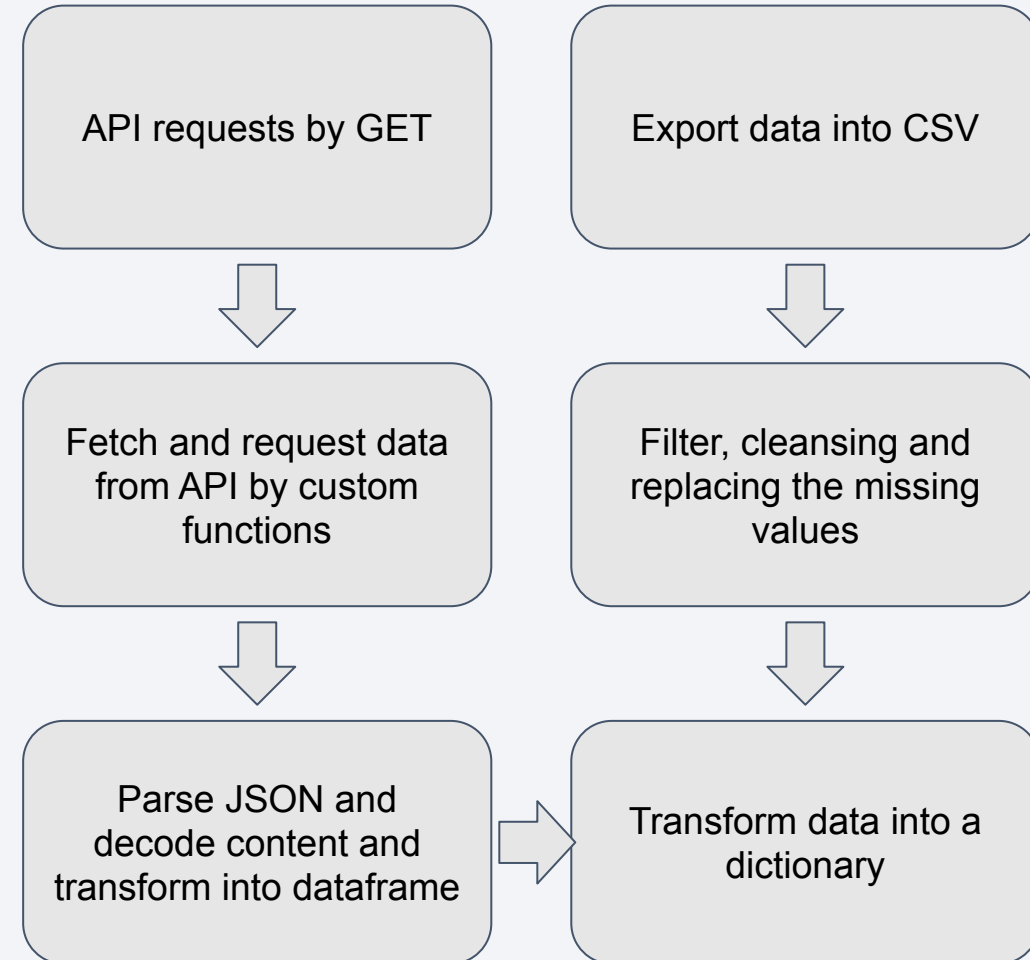 API requests by GET
Fetch and request data
from API by custom
functions
Parse JSON and
decode content and
transform into dataframe
Export data into CSV
Filter, cleansing and
replacing the missing
values
Transform data into a
dictionary